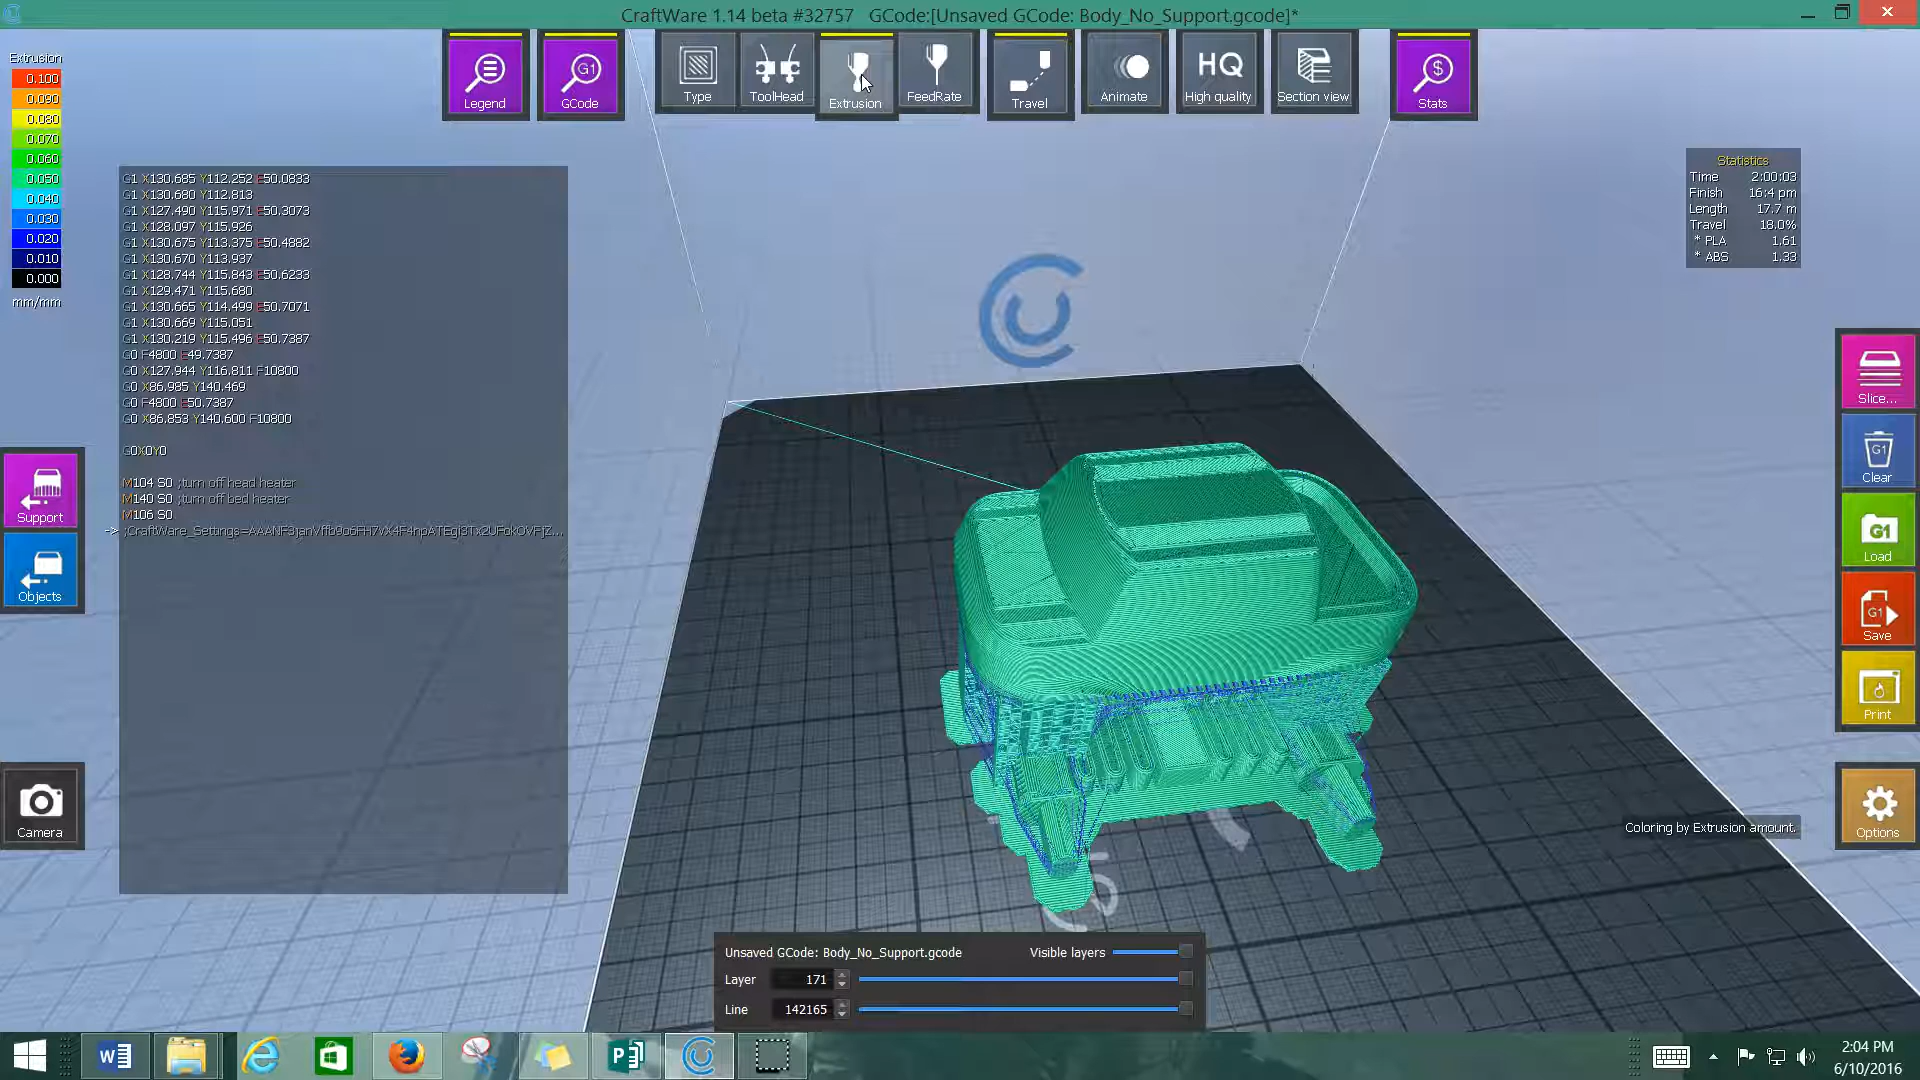 CraftWare 1.14 beta #32757 GCode:[Unsaved GCode: Body_No_Support.gcode]*
Legend
GCode
Type
ToolHead
Extrusion
FeedRate
Travel
Animate
HQ
High quality
Section view
Stats
Extrusion
0.100
0.090
0.080
0.070
0.060
0.050
0.040
0.030
0.020
0.010
0.000
mm/mm
G1 X130.685 Y112.252 E50.0833
G1 X130.680 Y112.813
G1 X127.490 Y115.971 E50.3073
G1 X128.097 Y115.926
G1 X130.675 Y113.375 E50.4882
G1 X130.670 Y113.937
G1 X128.744 Y115.843 E50.6233
G1 X129.471 Y115.680
G1 X130.665 Y114.499 E50.7071
G1 X130.669 Y115.051
G1 X130.219 Y115.496 E50.7387
G0 F4800 E49.7387
G0 X127.944 Y116.811 F10800
G0 X86.985 Y140.469
G0 F4800 E50.7387
G0 X86.853 Y140.600 F10800
G0X0Y0
M104 S0 ;turn off head heater
M140 S0 ;turn off bed heater
M106 S0
Statistics
Time 2:00:03
Finish 16:4 pm
Length 17.7 m
Travel 18.0%
* PLA 1.61
* ABS 1.33
Support
Objects
Camera
Slice...
G1
Clear
G1
Load
G1
Save
Print
Options
Coloring by Extrusion amount.
Unsaved GCode: Body_No_Support.gcode Visible layers
Layer 171
Line 142165
2:04 PM
6/10/2016